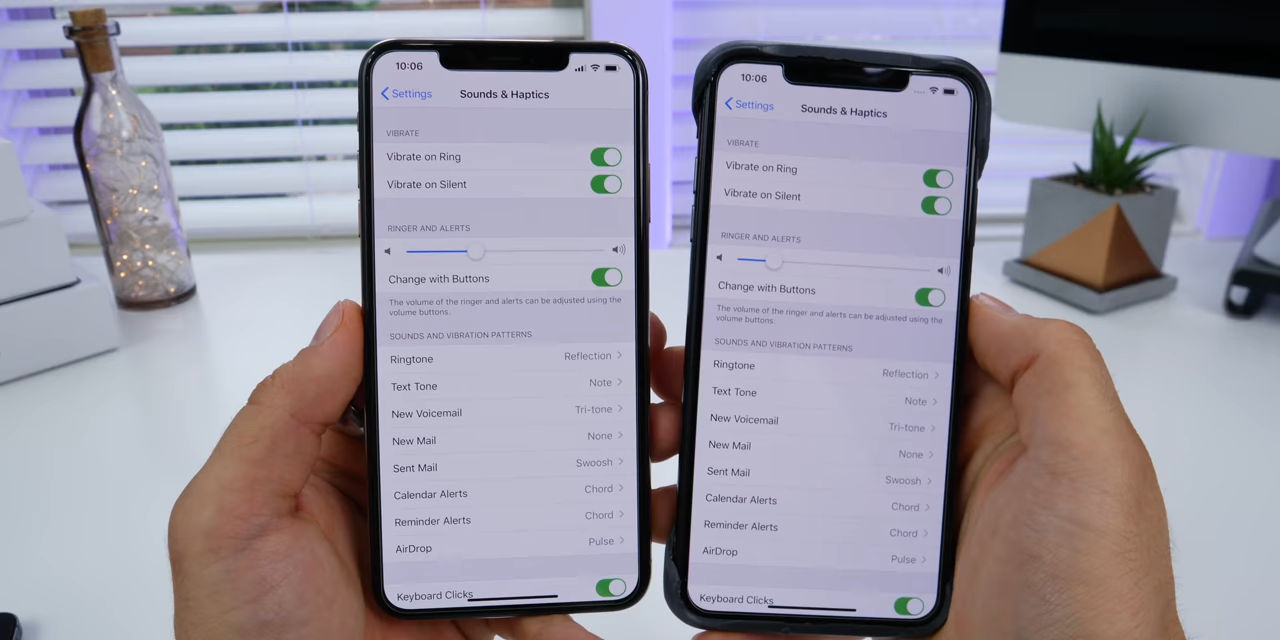 10:06
Settings
Sounds & Haptics
VIBRATE
Vibrate on Ring
Vibrate on Silent
RINGER AND ALERTS
Change with Buttons
The volume of the ringer and alerts can be adjusted using the
volume buttons.
SOUNDS AND VIBRATION PATTERNS
Ringtone Reflection
Text Tone Note
New Voicemail Tri-tone
New Mail None
Sent Mail Swoosh
Calendar Alerts Chord
Reminder Alerts Chord
AirDrop Pulse
Keyboard Clicks
10:06
Settings
Sounds & Haptics
VIBRATE
Vibrate on Ring
Vibrate on Silent
RINGER AND ALERTS
Change with Buttons
The volume of the ringer and alerts can be adjusted using the
volume buttons.
SOUNDS AND VIBRATION PATTERNS
Ringtone Reflection
Text Tone Note
New Voicemail Tri-tone
New Mail None
Sent Mail Swoosh
Calendar Alerts Chord
Reminder Alerts Chord
AirDrop Pulse
Keyboard Clicks